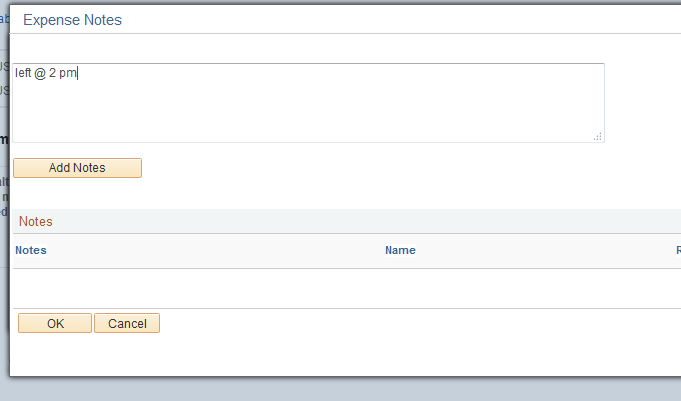 Expense Notes
left @ 2 pm
Add Notes
Notes
Notes Name
OK Cancel